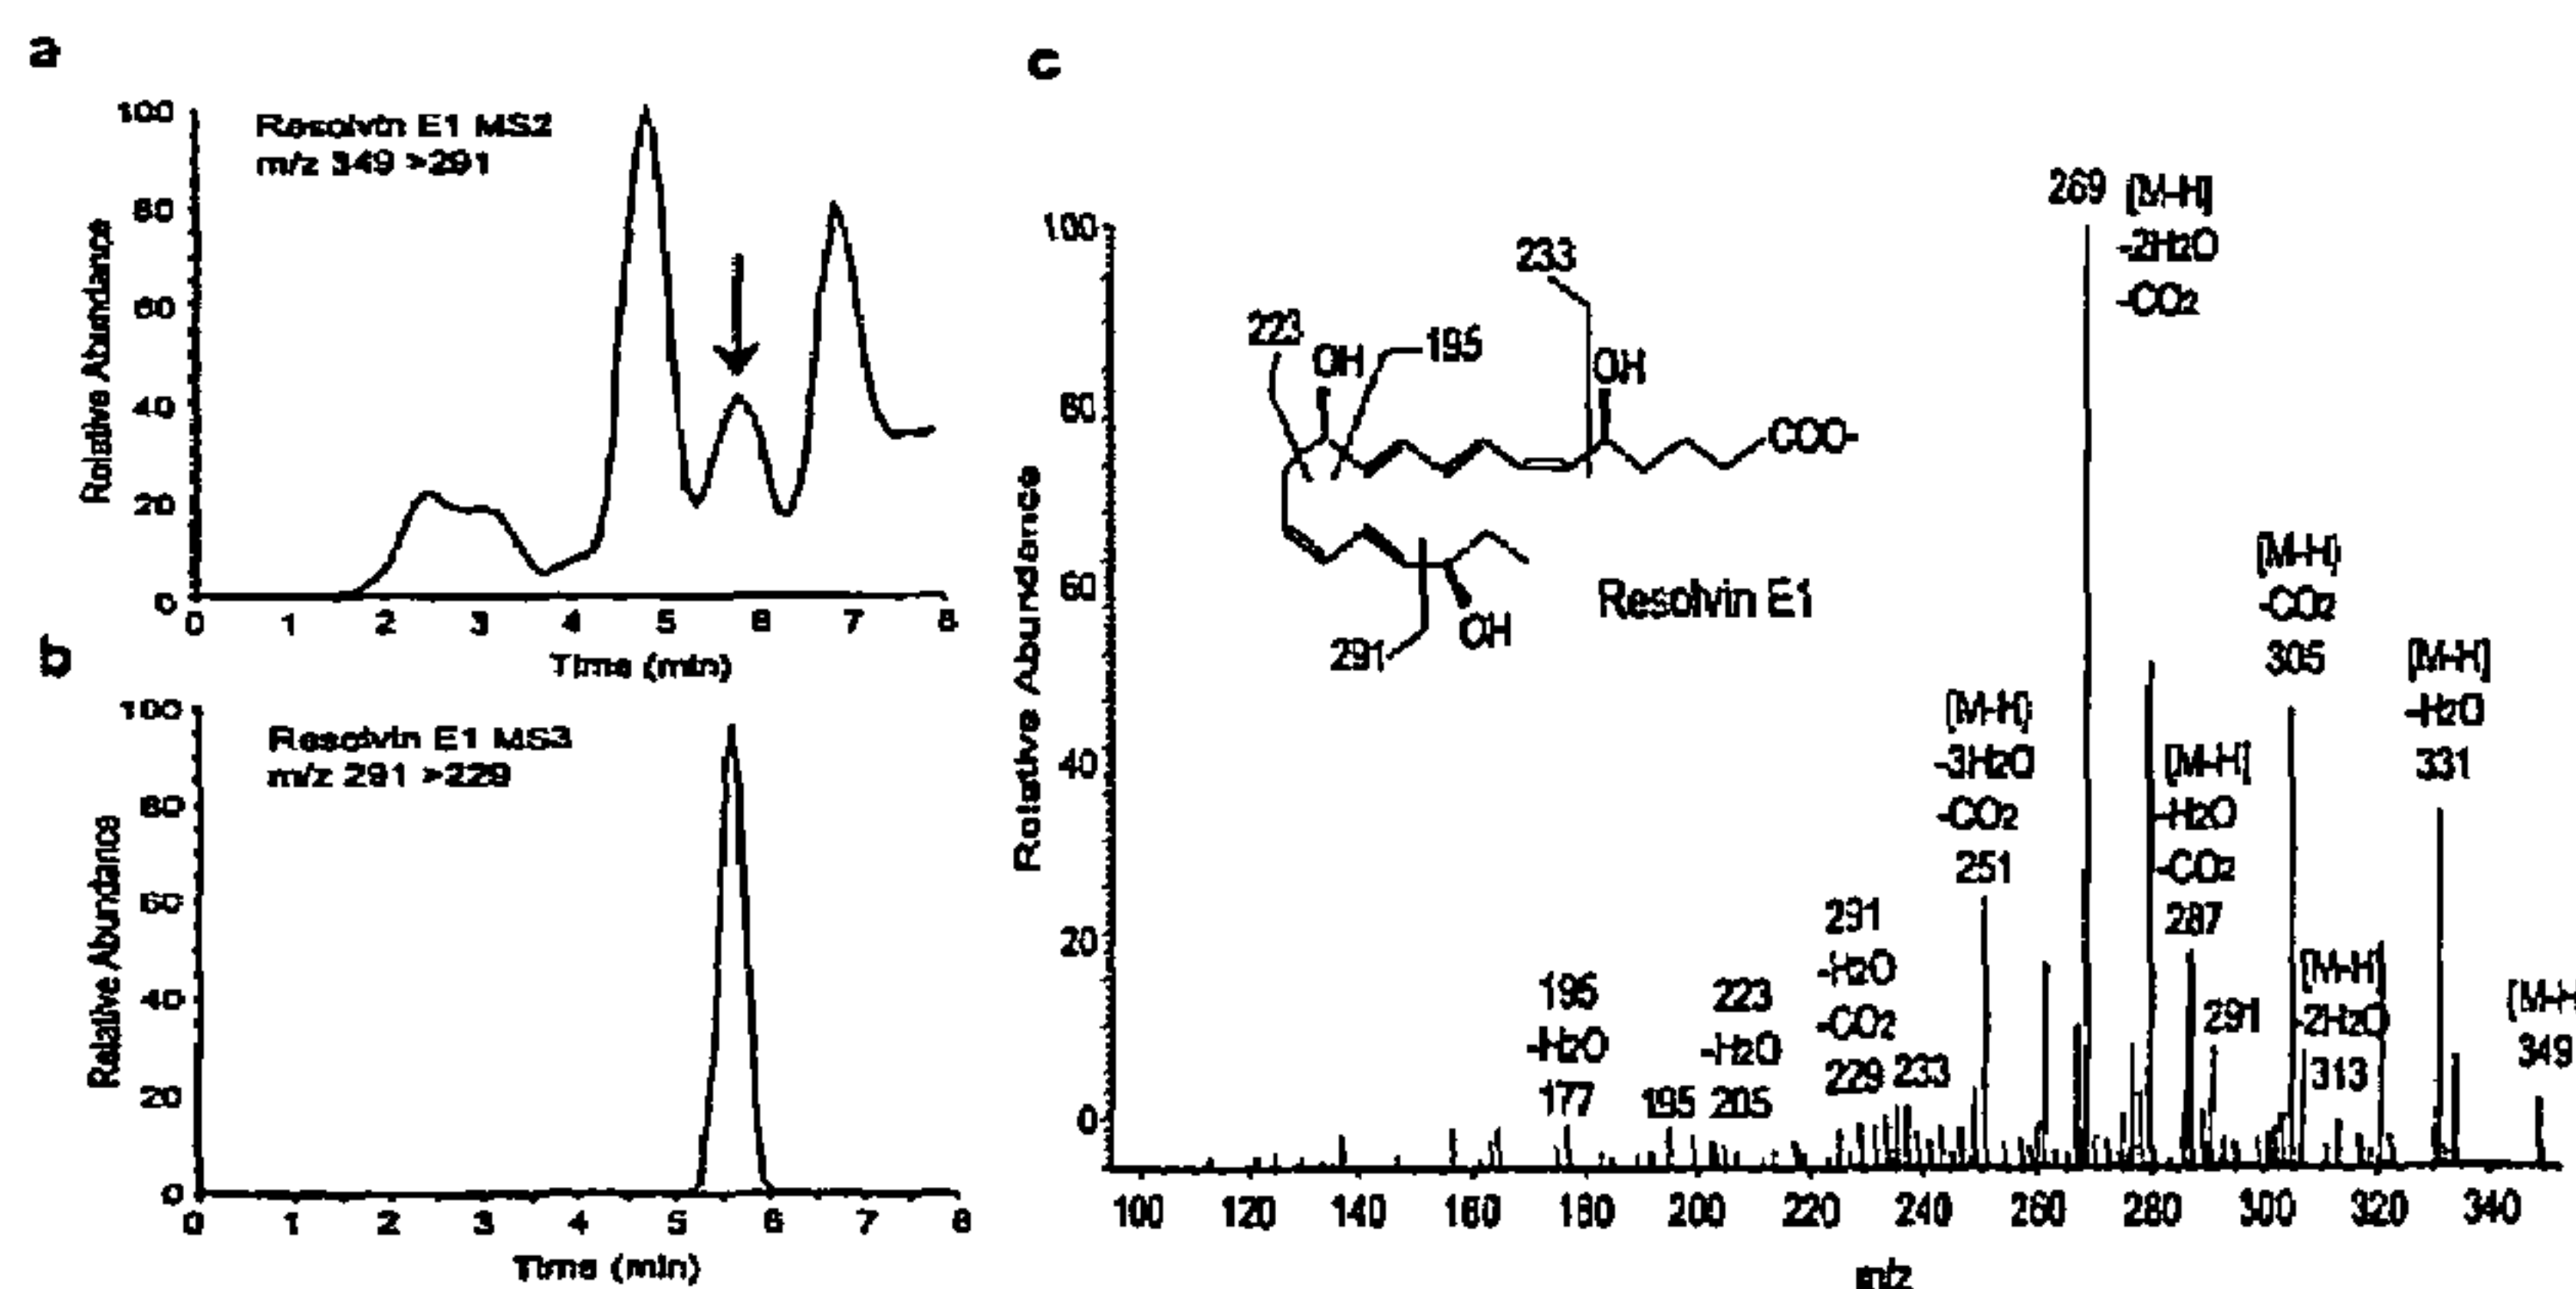 a
Resolvin E1 MS2
m/z 349 >291
Relative Abundance
100
80
60
40
20
0
0 1 2 3 4 5 6 7 8
Time (min)
b
Resolvin E1 MS3
m/z 291 >229
Relative Abundance
100
80
60
40
20
0
0 1 2 3 4 5 6 7 8
Time (min)
c
Relative Abundance
100
80
60
40
20
0
233
223
OH
195
OH
COO-
291
OH
Resolvin E1
195
-H2O
177
195
223
-H2O
205
291
-H2O
-CO2
229
233
[M-H]
-3H2O
-CO2
251
269 [M-H]
-2H2O
-CO2
[M-H]
-H2O
-CO2
287
291
[M-H]
-CO2
305
[M-H]
-2H2O
313
[M-H]
-H2O
331
[M-H
349
100 120 140 160 180 200 220 240 260 280 300 320 340
m/z